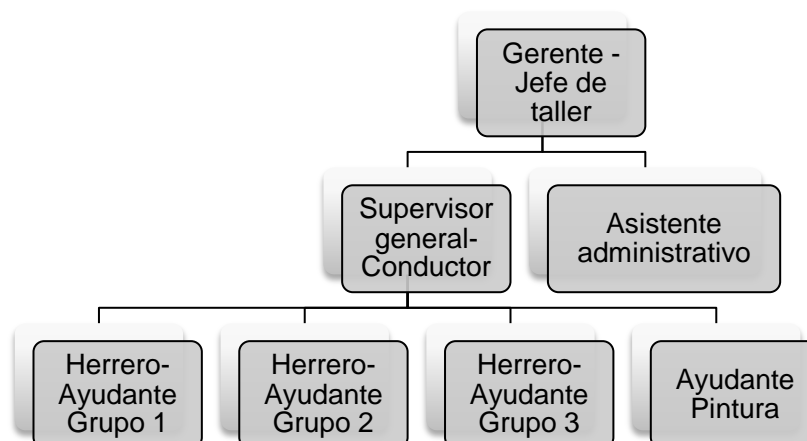 Gerente -
Jefe de
taller
Supervisor
general-
Conductor
Asistente
administrativo
Herrero-
Ayudante
Grupo 1
Herrero-
Ayudante
Grupo 2
Herrero-
Ayudante
Grupo 3
Ayudante
Pintura